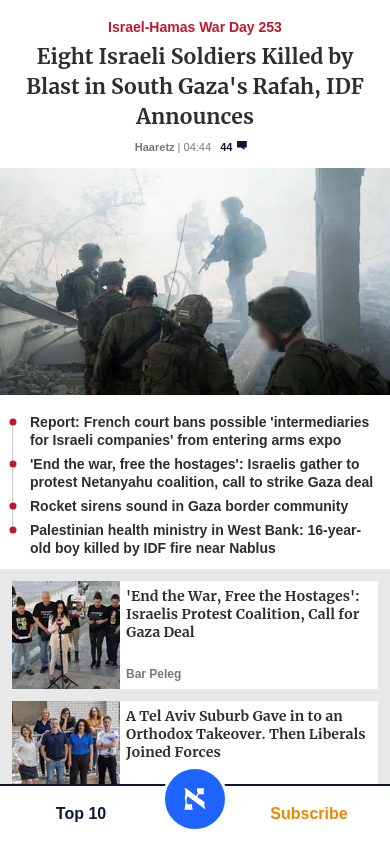 Israel-Hamas War Day 253
Eight Israeli Soldiers Killed by
Blast in South Gaza's Rafah, IDF
Announces
Haaretz | 04:44 44
Report: French court bans possible 'intermediaries
for Israeli companies' from entering arms expo
'End the war, free the hostages': Israelis gather to
protest Netanyahu coalition, call to strike Gaza deal
Rocket sirens sound in Gaza border community
Palestinian health ministry in West Bank: 16-year-
old boy killed by IDF fire near Nablus
'End the War, Free the Hostages':
Israelis Protest Coalition, Call for
Gaza Deal
Bar Peleg
A Tel Aviv Suburb Gave in to an
Orthodox Takeover. Then Liberals
Joined Forces
Top 10
Subscribe